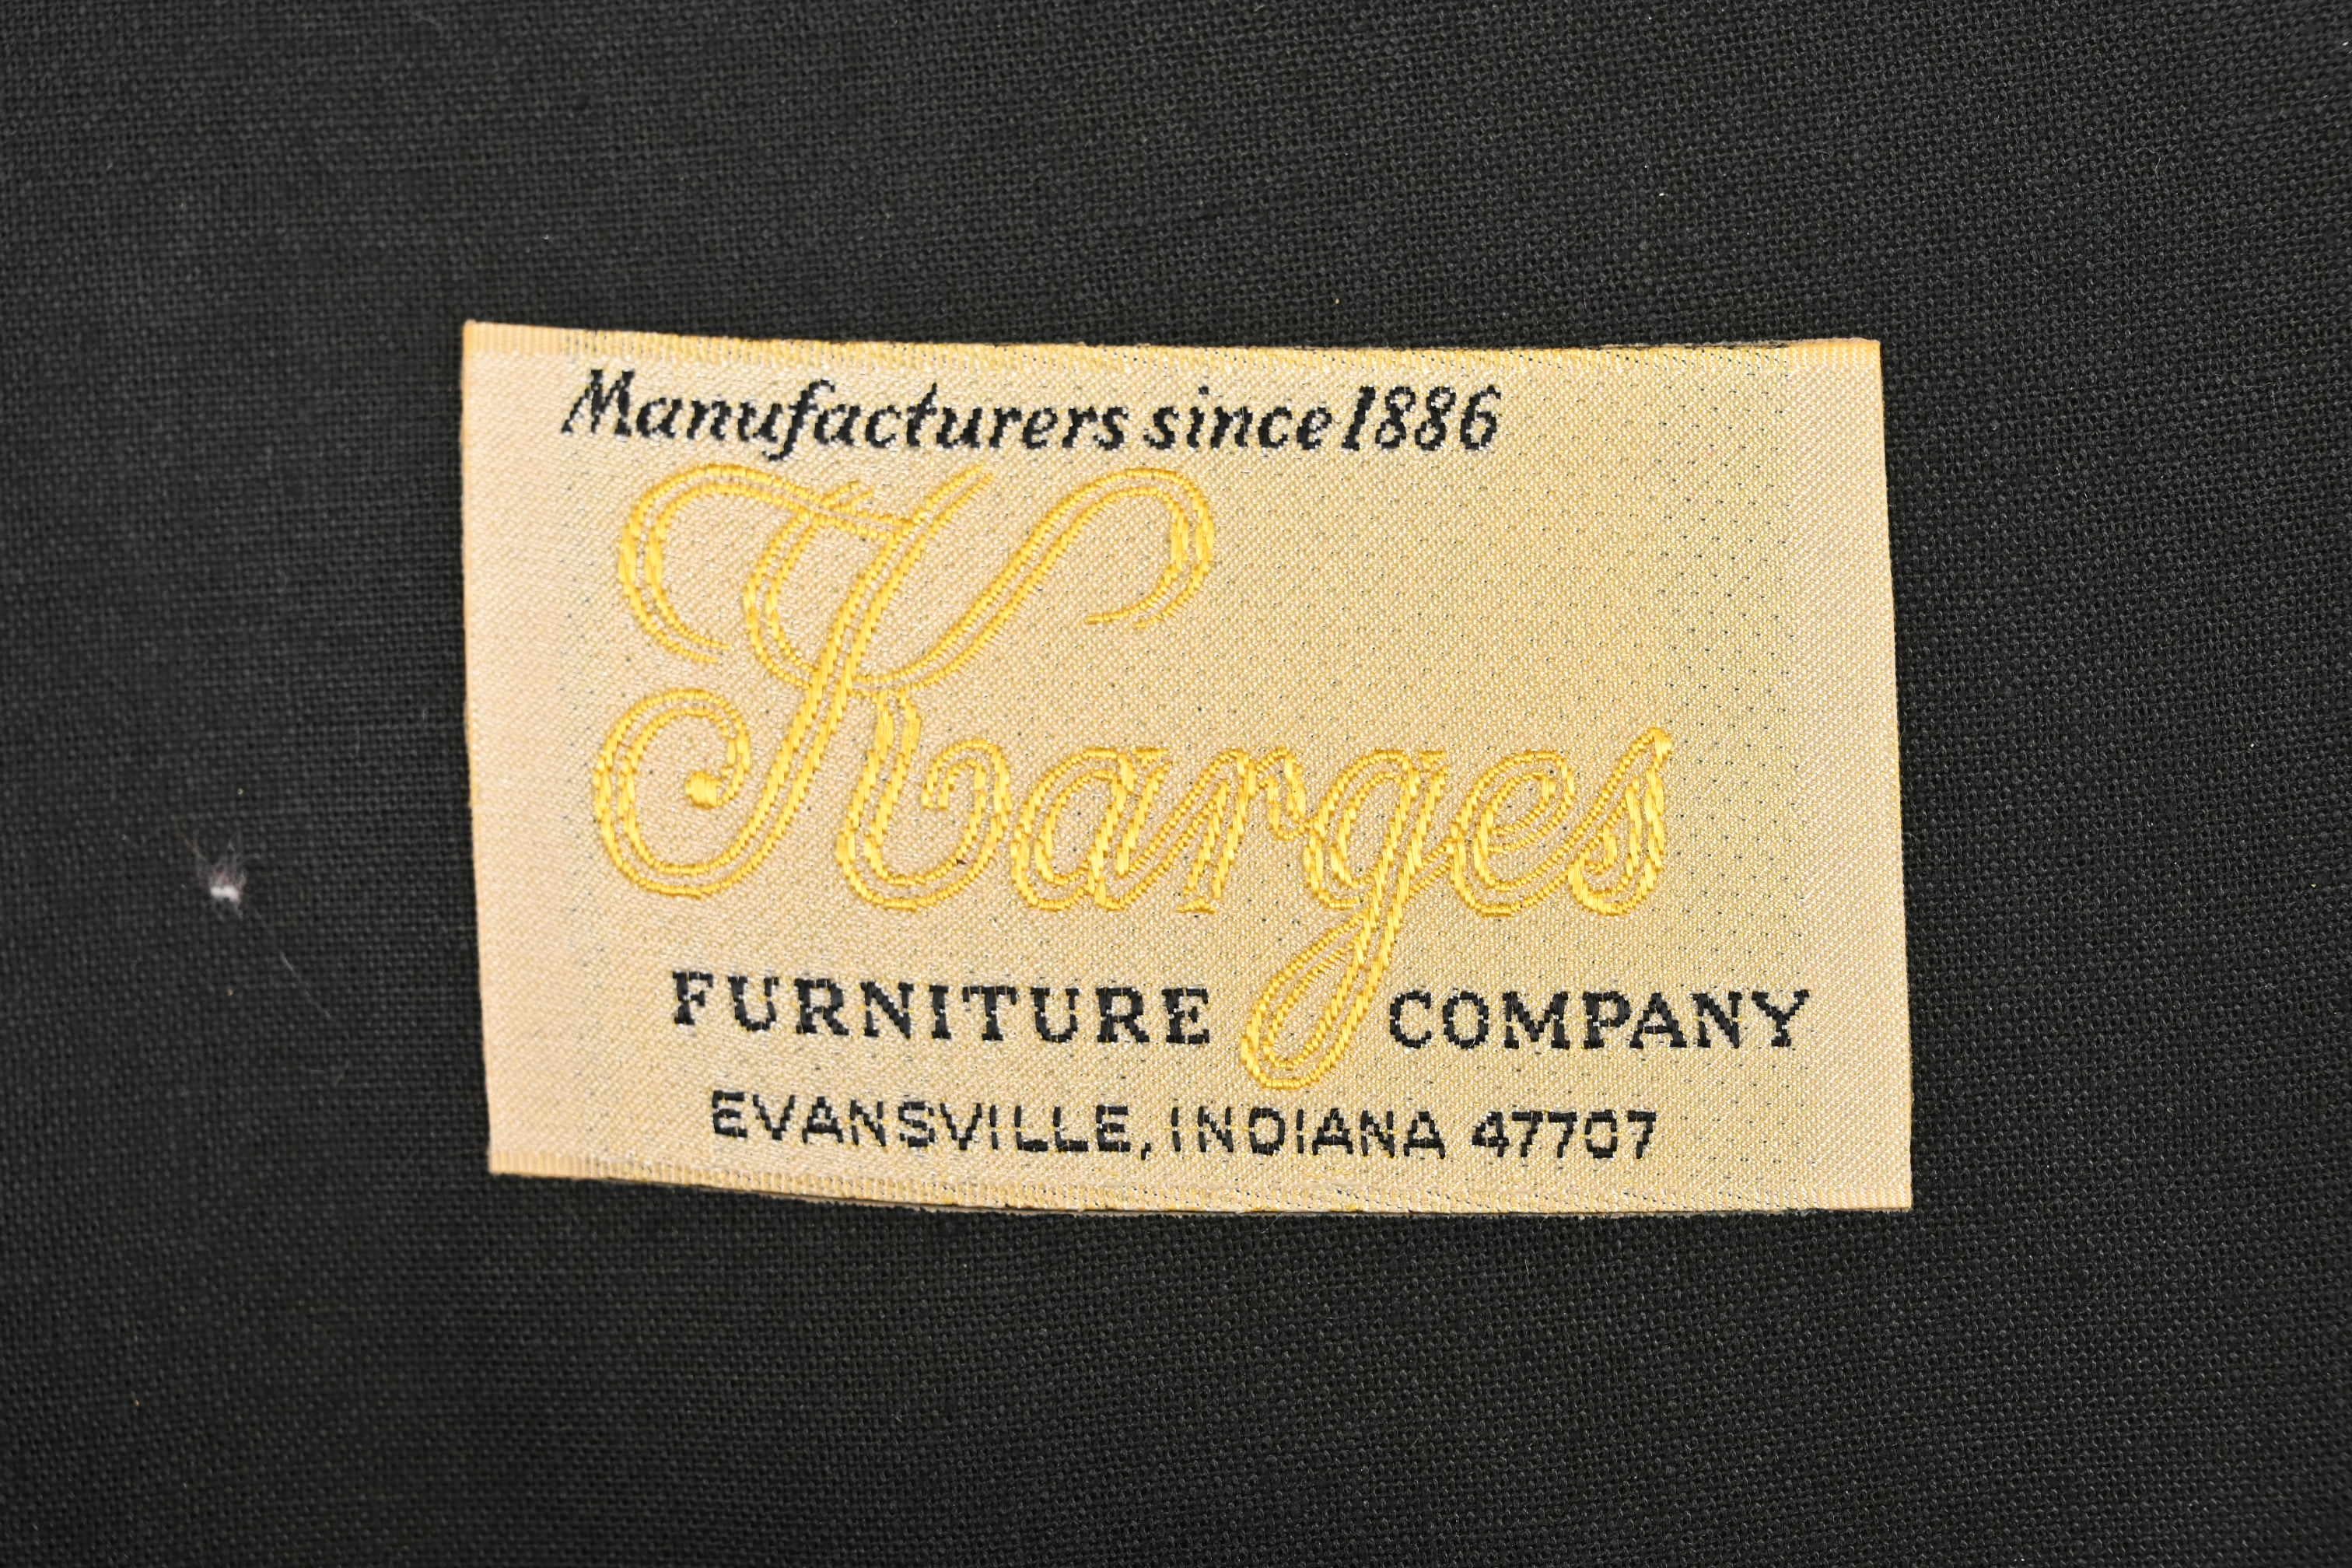 Manufacturers since 1886
Karges
FURNITURE COMPANY
EVANSVILLE, INDIANA 47707